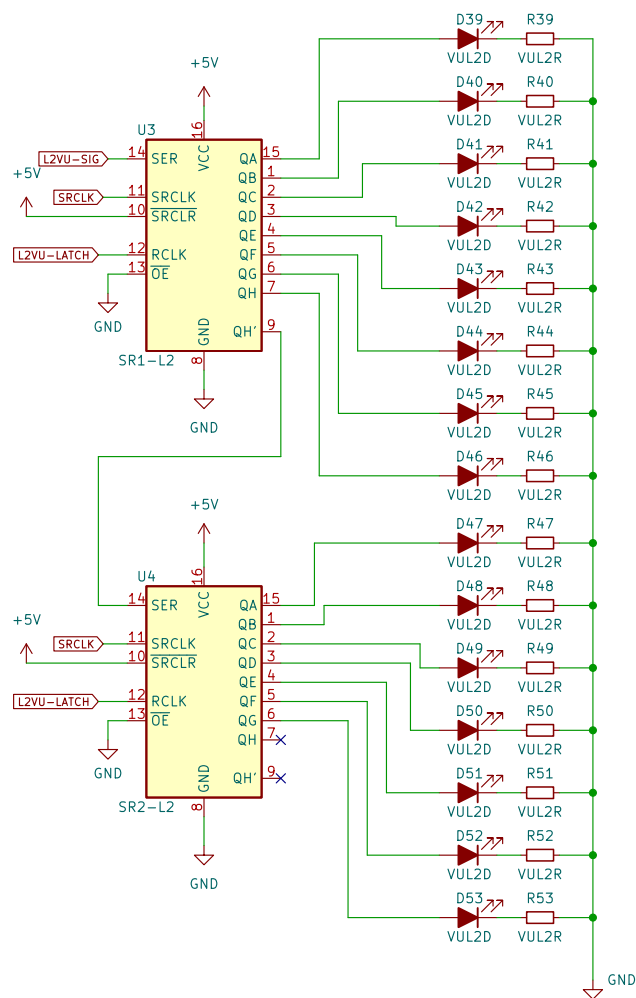 D39 R39
VUL2D VUL2R
+5V
D40 R40
VUL2D VUL2R
U3
16
VCC
L2VU-SIG 14 SER QA 15
D41 R41
VUL2D VUL2R
+5V
QB 1
SRCLK 11 SRCLK QC 2
10 SRCLR QD 3
D42 R42
VUL2D VUL2R
QE 4
L2VU-LATCH 12 RCLK QF 5
13 OE QG 6
D43 R43
VUL2D VUL2R
QH 7
GND
GND
QH' 9
D44 R44
VUL2D VUL2R
SR1-L2
8
GND
D45 R45
VUL2D VUL2R
D46 R46
VUL2D VUL2R
+5V
D47 R47
VUL2D VUL2R
U4
16
VCC
14 SER QA 15
D48 R48
VUL2D VUL2R
+5V
QB 1
SRCLK 11 SRCLK QC 2
10 SRCLR QD 3
D49 R49
VUL2D VUL2R
QE 4
L2VU-LATCH 12 RCLK QF 5
13 OE QG 6
D50 R50
VUL2D VUL2R
QH 7
GND
GND
QH' 9
D51 R51
VUL2D VUL2R
SR2-L2
8
GND
D52 R52
VUL2D VUL2R
D53 R53
VUL2D VUL2R
GND